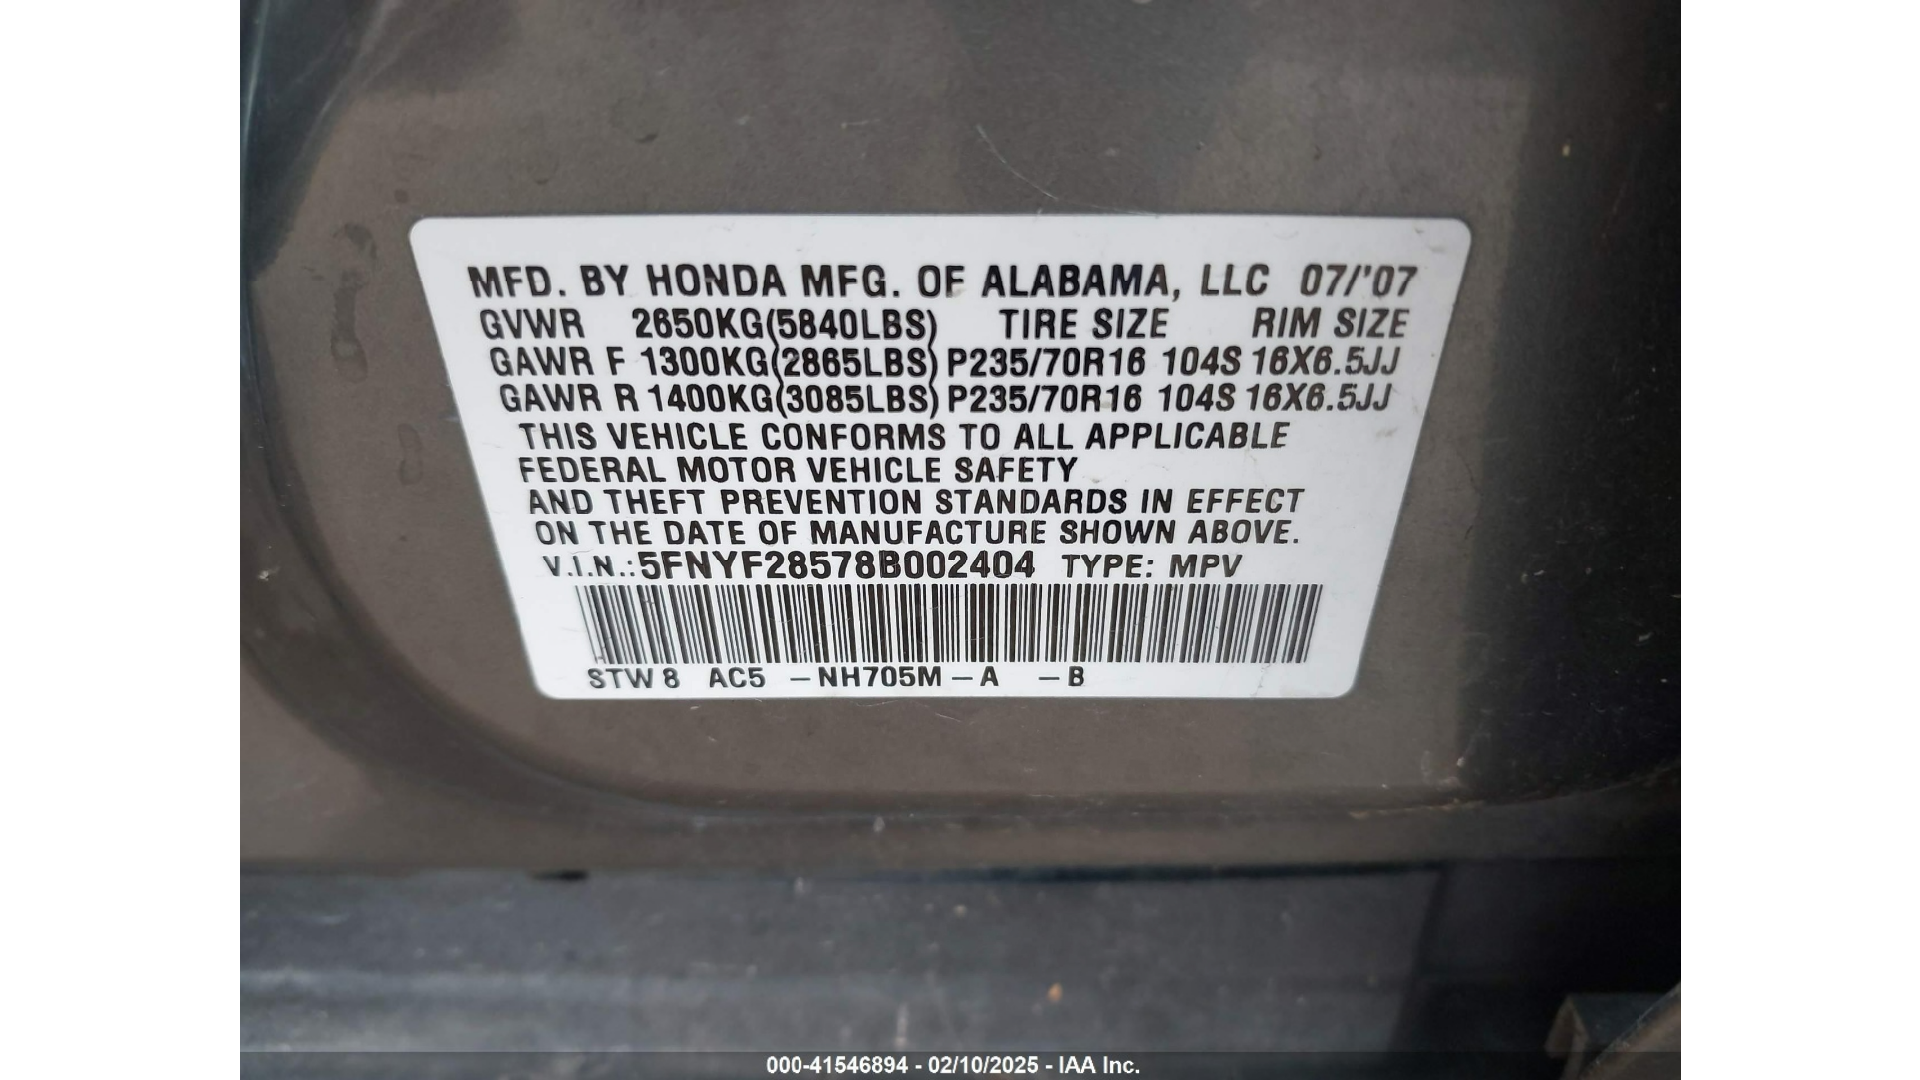 MFD. BY HONDA MFG. OF ALABAMA, LLC 07/'07
GVWR 2650KG(5840LBS) TIRE SIZE RIM SIZE
GAWR F 1300KG(2865LBS) P235/70R16 104S 16X6.5JJ
GAWR R 1400KG(3085LBS) P235/70R16 104S 16X6.5JJ
THIS VEHICLE CONFORMS TO ALL APPLICABLE
FEDERAL MOTOR VEHICLE SAFETY
AND THEFT PREVENTION STANDARDS IN EFFECT
ON THE DATE OF MANUFACTURE SHOWN ABOVE.
V.I.N.: 5FNYF28578B002404 TYPE: MPV
STW 8 AC5 – NH705M – A – B
000-41546894 - 02/10/2025 - IAA Inc.